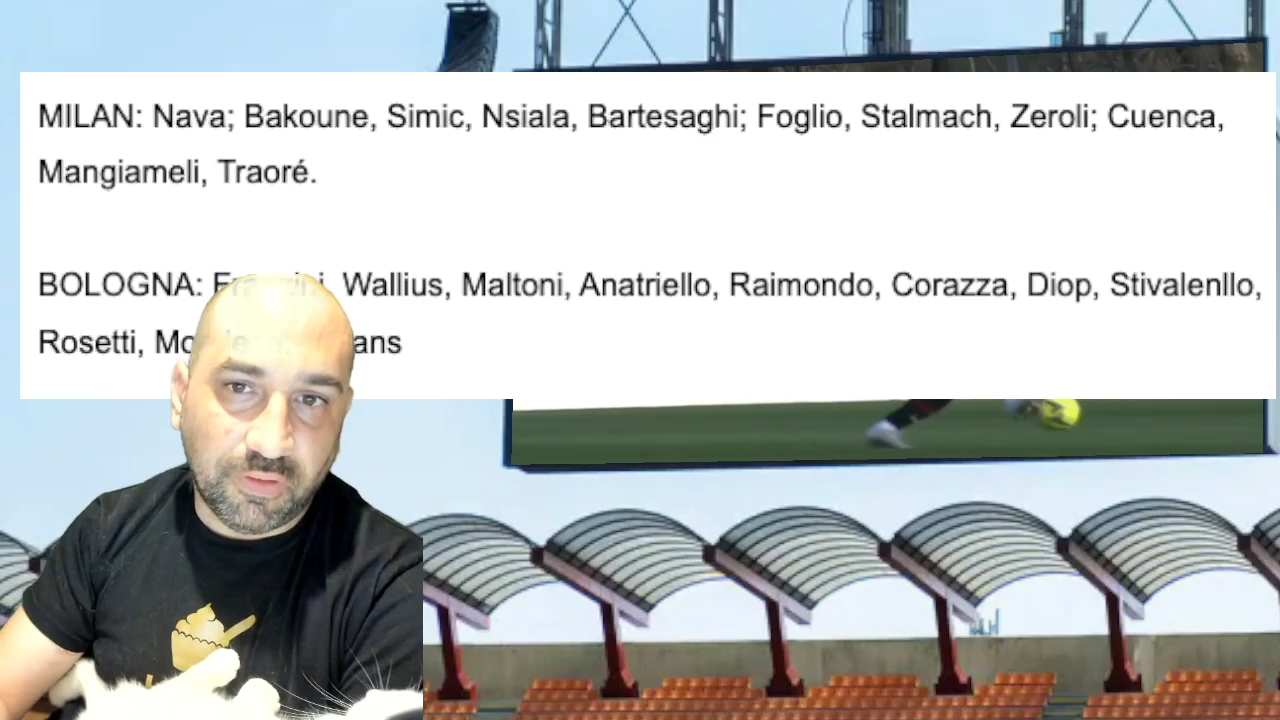 MILAN: Nava; Bakoune, Simic, Nsiala, Bartesaghi; Foglio, Stalmach, Zeroli; Cuenca,
Mangiameli, Traoré.
BOLOGNA: Wallius, Maltoni, Anatriello, Raimondo, Corazza, Diop, Stivalenllo,
Rosetti,